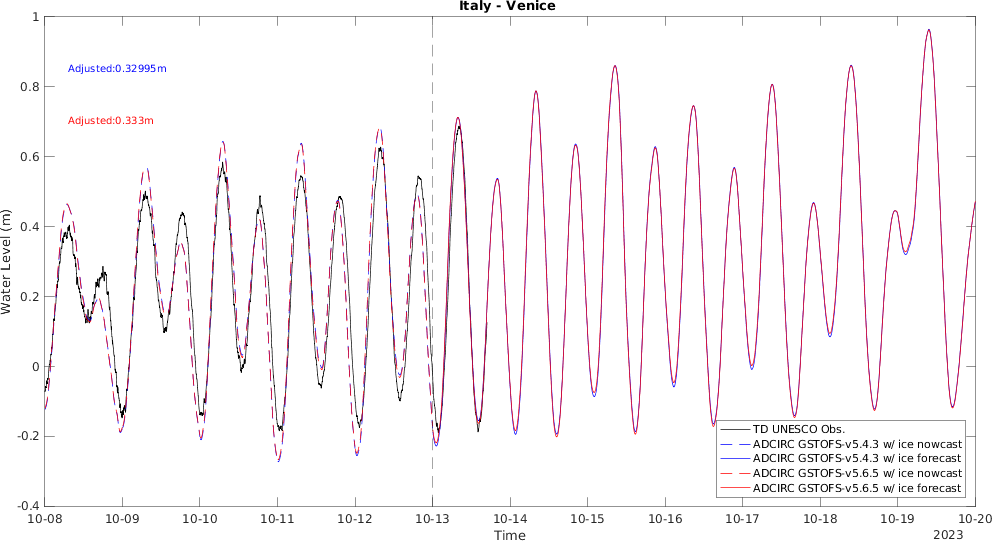 Italy - Venice
1
0.8
0.6
0.4
0.2
0
-0.2
-0.4
Water Level (m)
Adjusted:0.32995m
Adjusted:0.333m
TD UNESCO Obs.
ADCIRC GSTOFS-v5.4.3 w/ ice nowcast
ADCIRC GSTOFS-v5.4.3 w/ ice forecast
ADCIRC GSTOFS-v5.6.5 w/ ice nowcast
ADCIRC GSTOFS-v5.6.5 w/ ice forecast
10-08 10-09 10-10 10-11 10-12 10-13 10-14 10-15 10-16 10-17 10-18 10-19 10-20
Time
2023